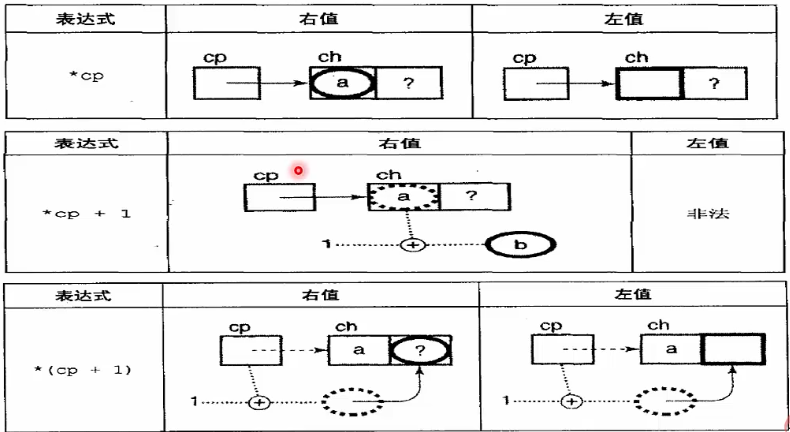 表达式 右值 左值
cp ch cp ch
*cp a ? ?
表达式 右值 左值
cp ch
a ?
*cp + 1 非法
1 + b
表达式 右值 左值
cp ch cp ch
a ? a
*(cp + 1)
1 + 1 +